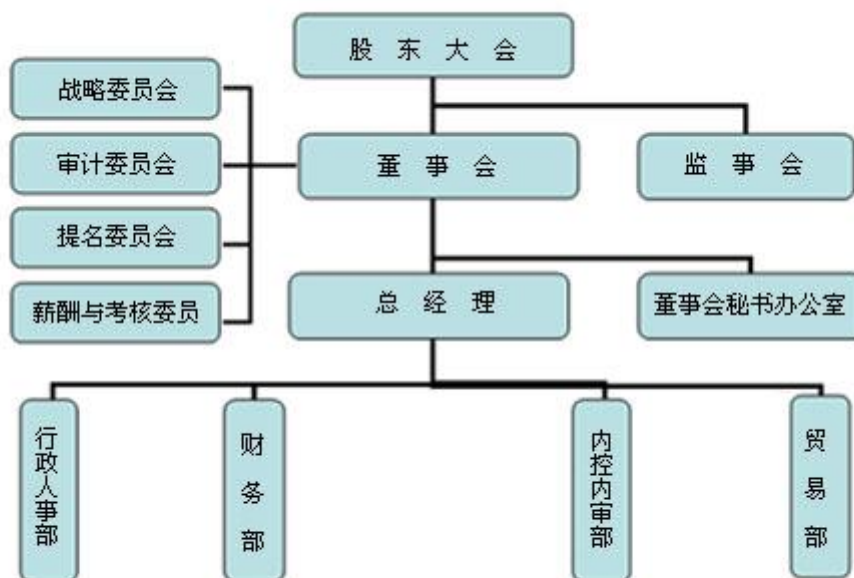 股东大会
战略委员会
审计委员会
董事会
监事会
提名委员会
薪酬与考核委员
总经理
董事会秘书办公室
行政人事部
财务部
内控内审部
贸易部